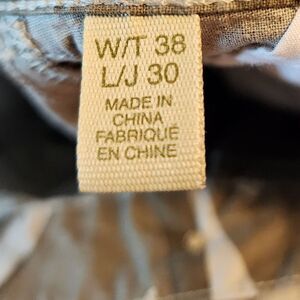 W/T 38
L/J 30
MADE IN
CHINA
FABRIQUÉ
EN CHINE